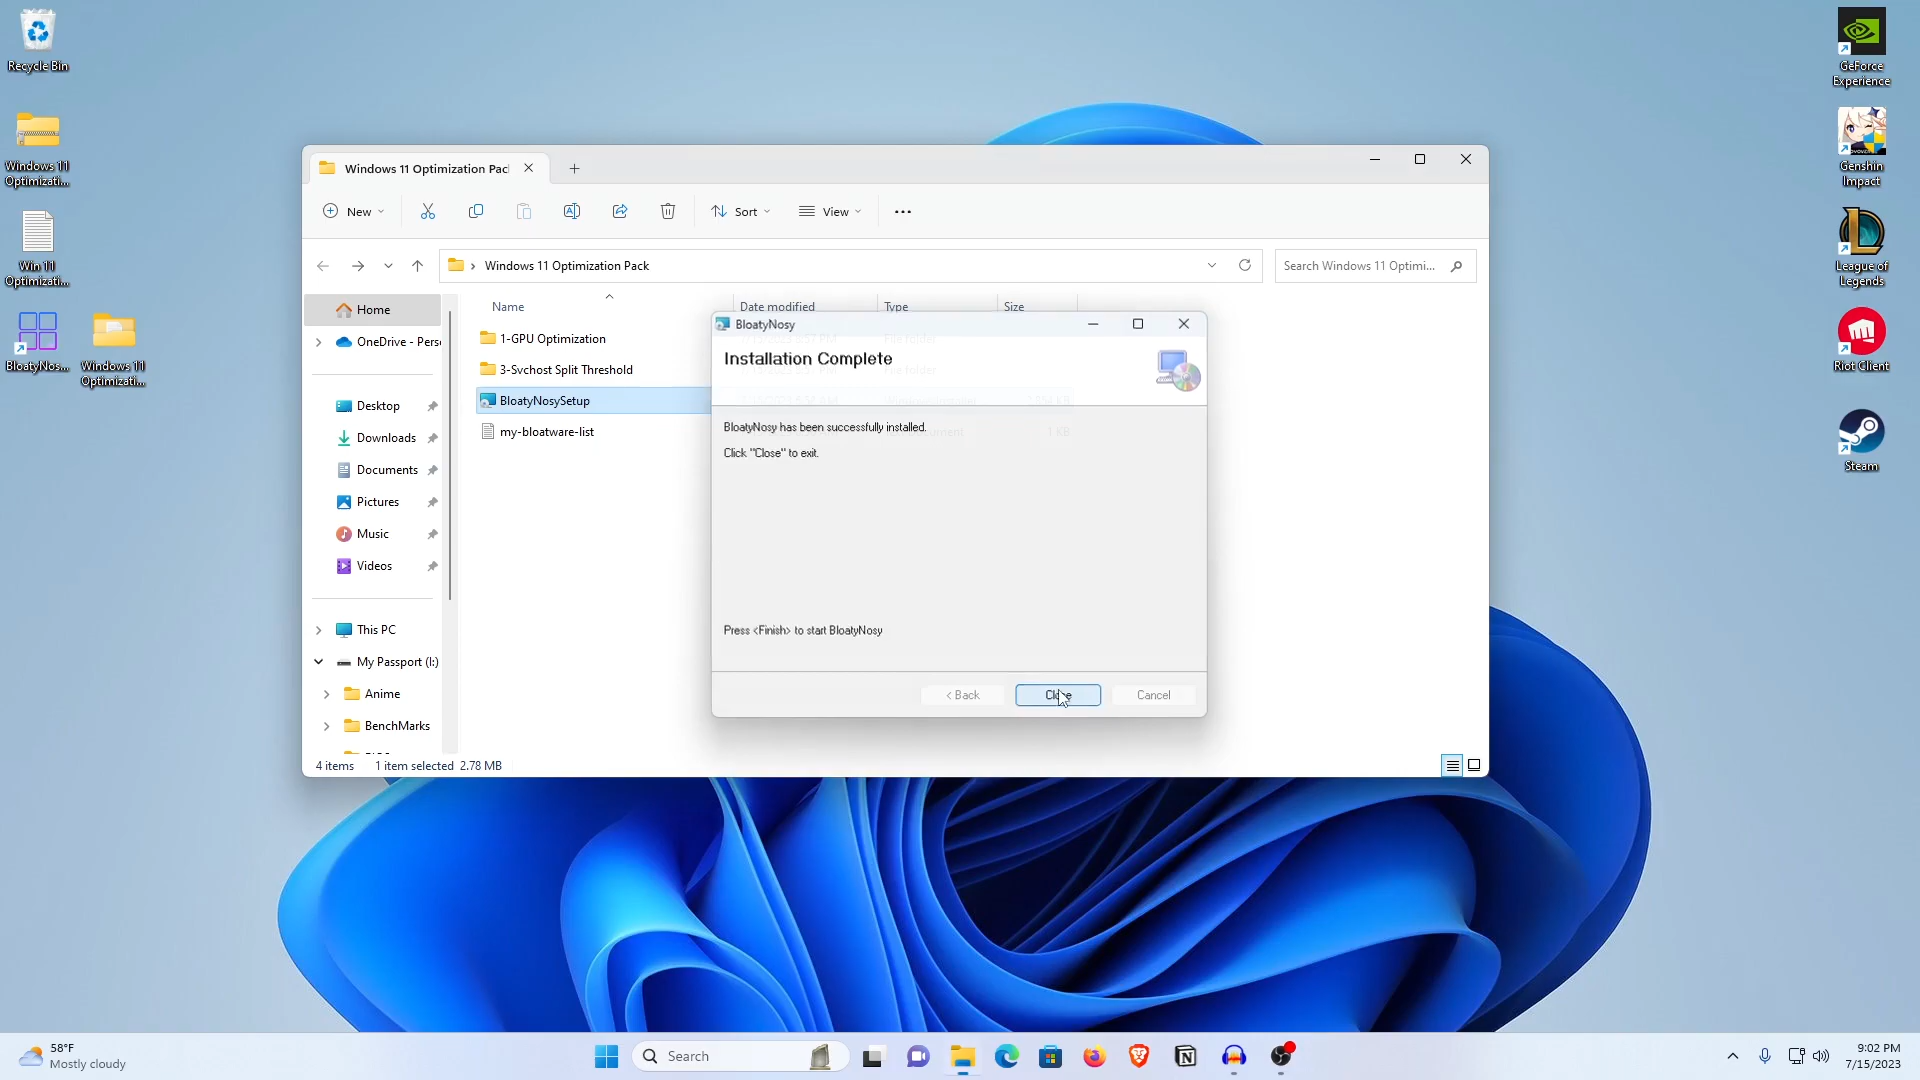 Recycle Bin
Windows 11
Optimizati...
Win 11
Optimizati...
BloatyNos...
Windows 11
Optimizati...
GeForce
Experience
Genshin
Impact
League of
Legends
Riot Client
Steam
Windows 11 Optimization Pac
New
Sort
View
Windows 11 Optimization Pack
Search Windows 11 Optimi...
Home
OneDrive - Pers
Desktop
Downloads
Documents
Pictures
Music
Videos
This PC
My Passport (I:)
Anime
BenchMarks
Name
Date modified
Type
Size
1-GPU Optimization
3-Svchost Split Threshold
BloatyNosySetup
my-bloatware-list
4 items
1 item selected 2.78 MB
BloatyNosy
Installation Complete
BloatyNosy has been successfully installed.
Click "Close" to exit.
Press <Finish> to start BloatyNosy
< Back
Close
Cancel
58°F
Mostly cloudy
Search
9:02 PM
7/15/2023